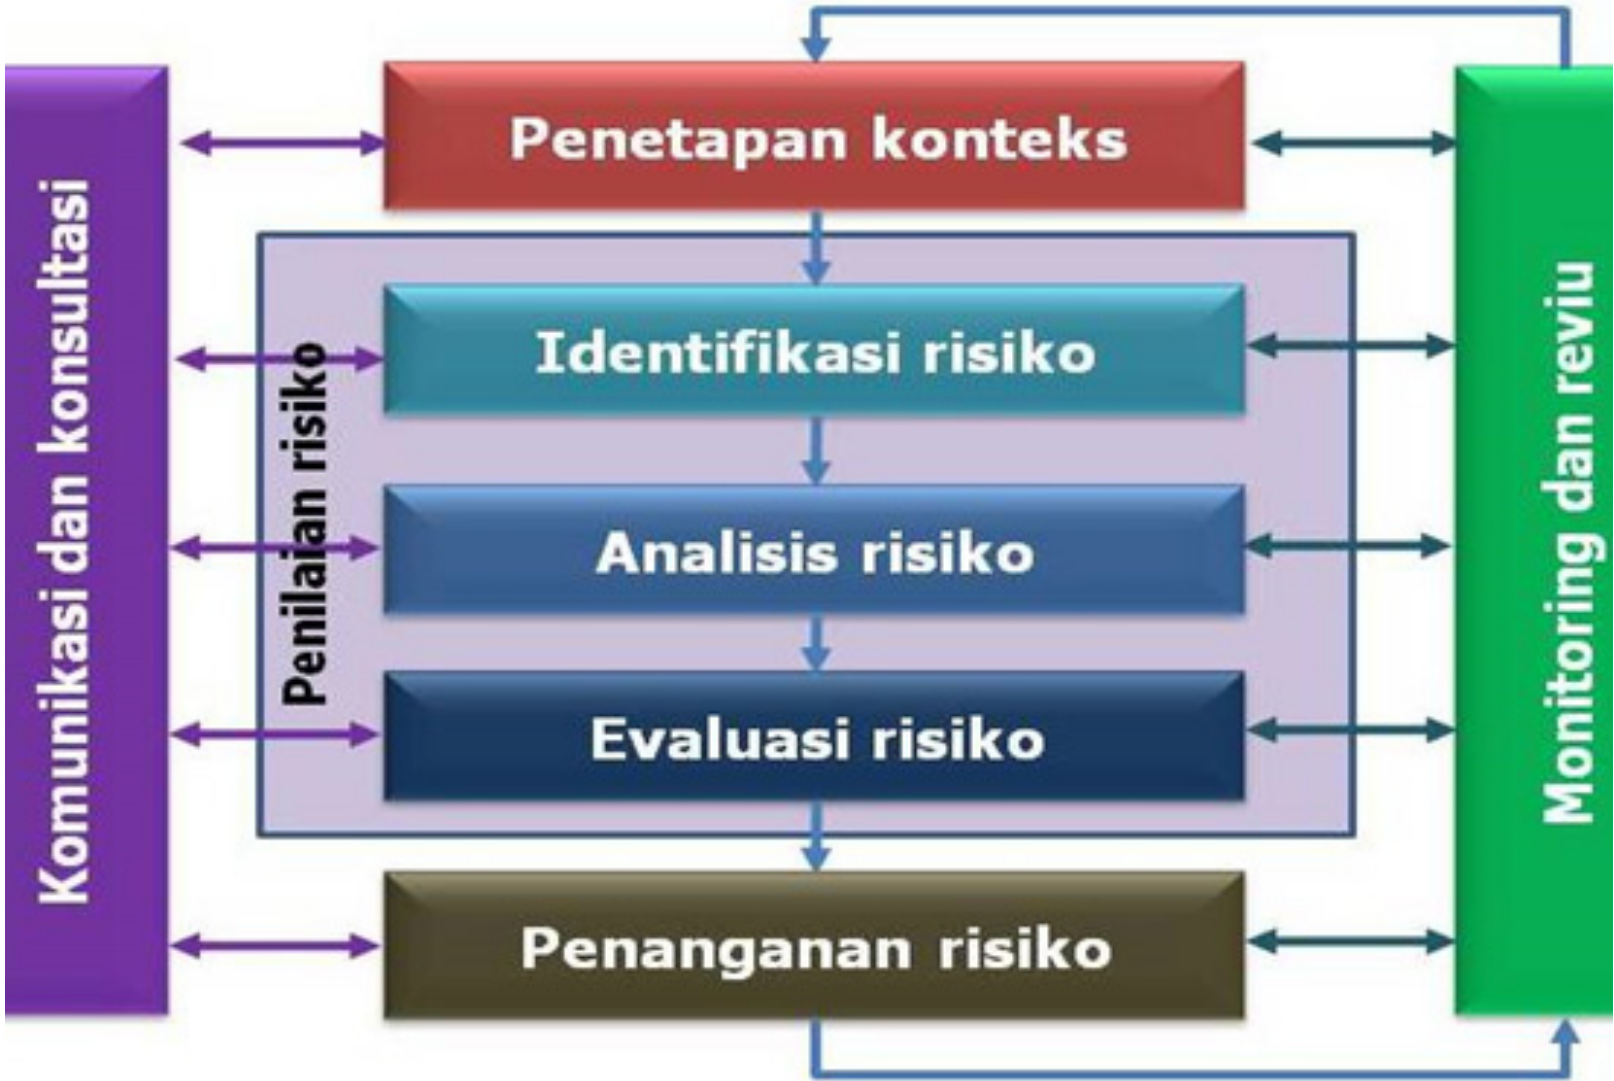 Komunikasi dan konsultasi
Penetapan konteks
Penilaian risiko
Identifikasi risiko
Analisis risiko
Evaluasi risiko
Penanganan risiko
Monitoring dan reviu